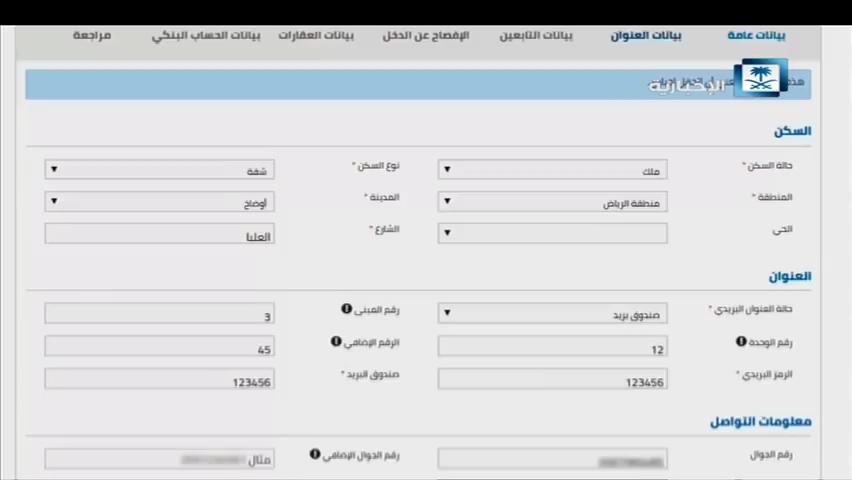 بيانات عامة بيانات العنوان بيانات التابعين الإفصاح عن الدخل بيانات العقارات بيانات الحساب البنكي مراجعة
الإخبارية
السكن
حالة السكن * ملك نوع السكن * شقة
المنطقة * منطقة الرياض المدينة * أوضاخ
الحي الشارع * العليا
العنوان
حالة العنوان البريدي * صندوق بريد رقم المبنى 3
رقم الوحدة 12 الرقم الإضافي 45
الرمز البريدي * 123456 صندوق البريد * 123456
معلومات التواصل
رقم الجوال رقم الجوال الإضافي مثال